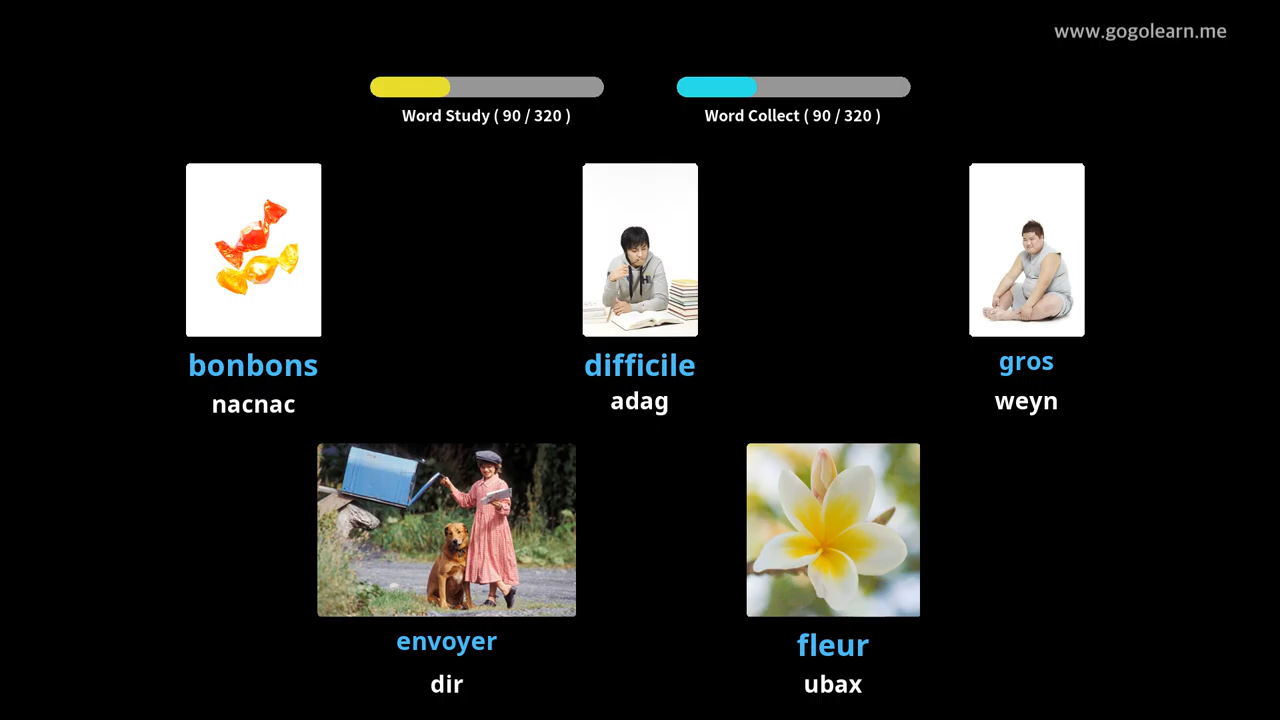 www.gogolearn.me
Word Study ( 90 / 320 )
Word Collect ( 90 / 320 )
bonbons
nacnac
difficile
adag
gros
weyn
envoyer
dir
fleur
ubax